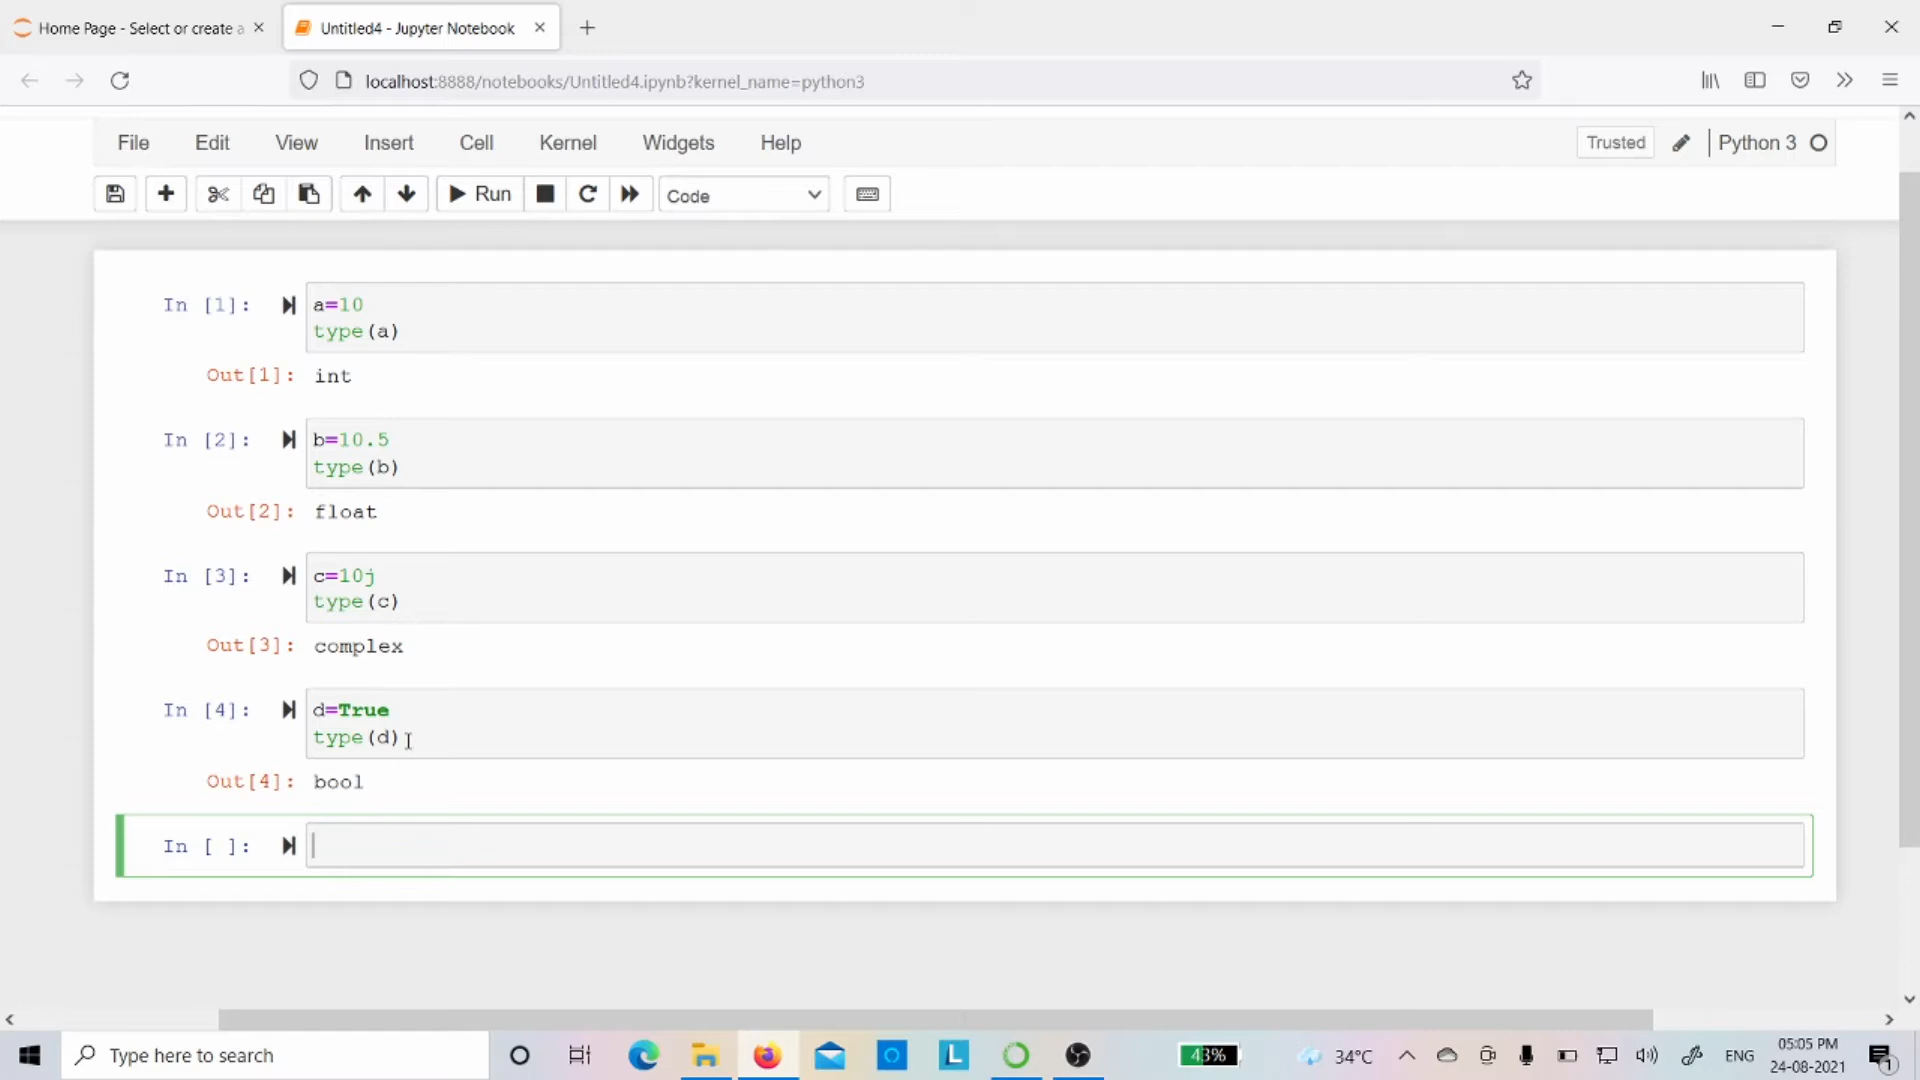 Home Page - Select or create a
Untitled4 - Jupyter Notebook
localhost:8888/notebooks/Untitled4.ipynb?kernel_name=python3
File Edit View Insert Cell Kernel Widgets Help
Trusted
Python 3
Run
Code
In [1]: a=10
type(a)
Out[1]: int
In [2]: b=10.5
type(b)
Out[2]: float
In [3]: c=10j
type(c)
Out[3]: complex
In [4]: d=True
type(d)
Out[4]: bool
In [ ]:
Type here to search
L
43%
34°C
ENG
05:05 PM
24-08-2021
1